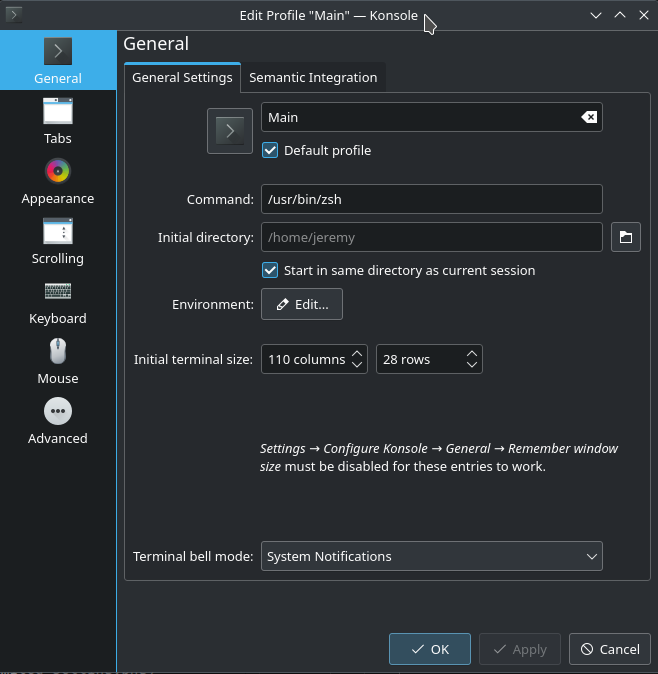 Edit Profile "Main" — Konsole
General
General
Tabs
Appearance
Scrolling
Keyboard
Mouse
Advanced
General Settings
Semantic Integration
Main
Default profile
Command: /usr/bin/zsh
Initial directory: /home/jeremy
Start in same directory as current session
Environment: Edit...
Initial terminal size: 110 columns 28 rows
Settings → Configure Konsole → General → Remember window
size must be disabled for these entries to work.
Terminal bell mode: System Notifications
OK Apply Cancel